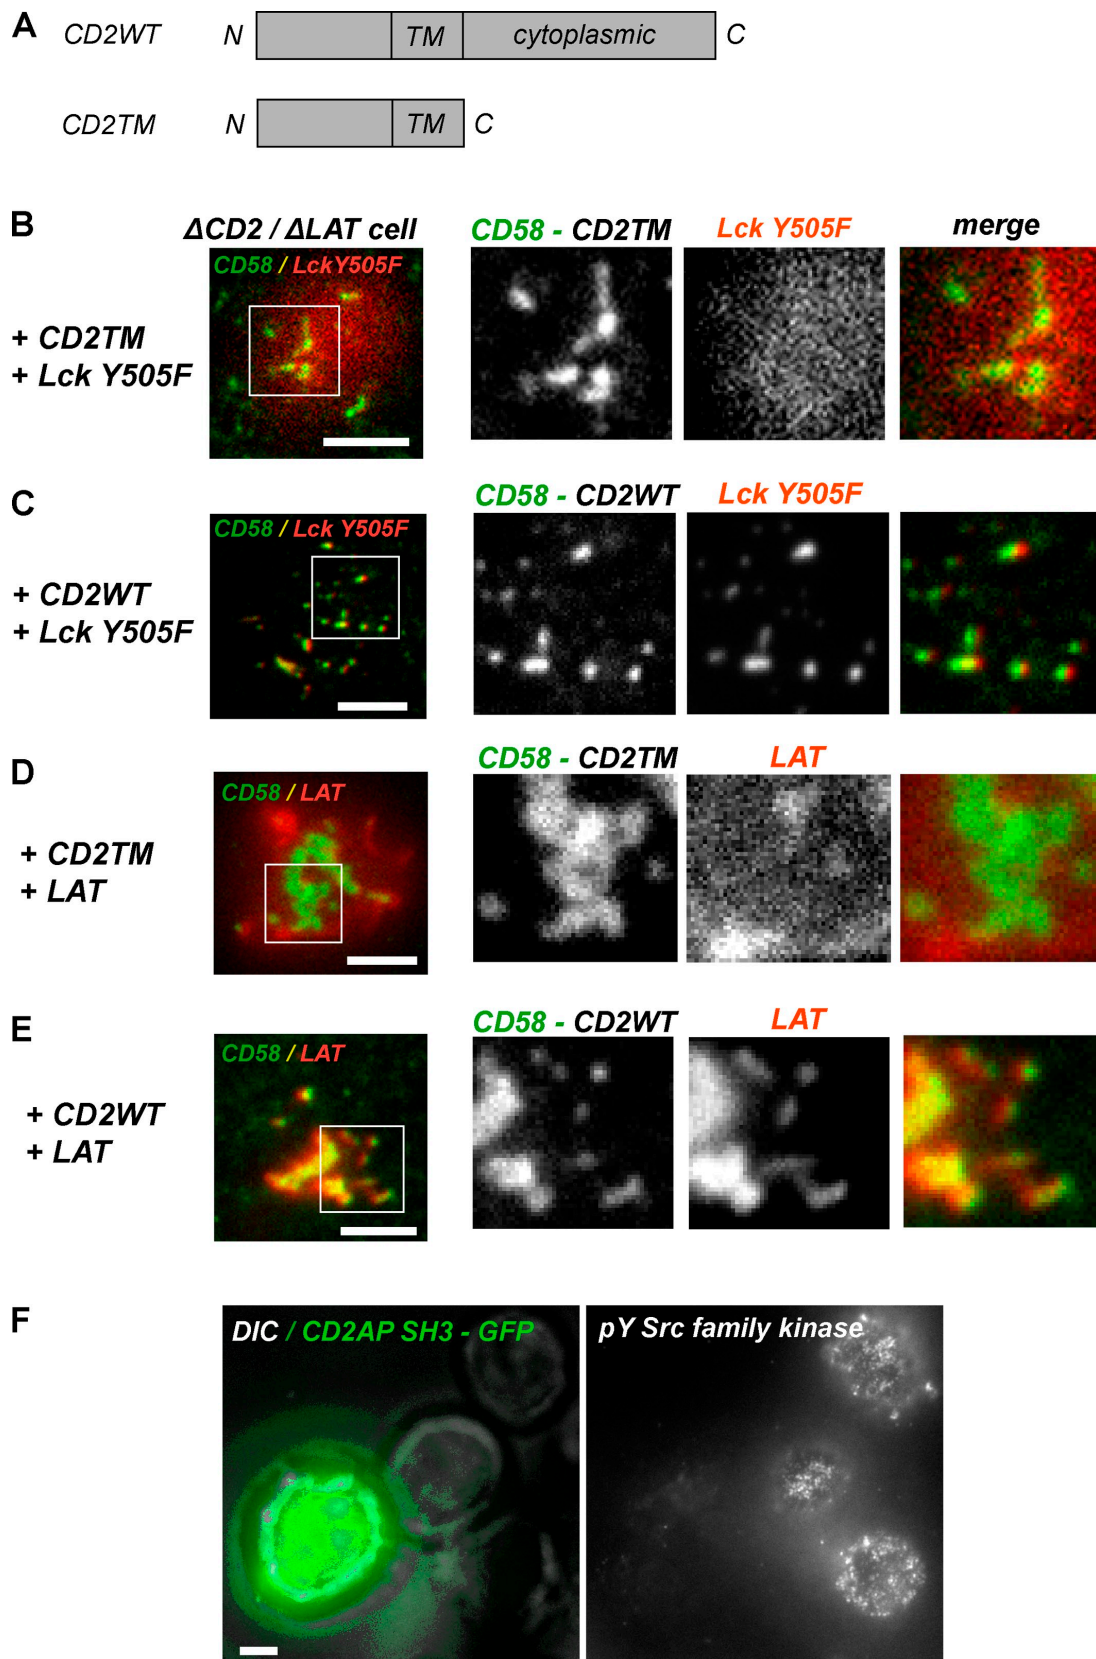 A
CD2WT N TM cytoplasmic C
CD2TM N TM C
B
ΔCD2 / ΔLAT cell
CD58 - CD2TM Lck Y505F merge
CD58 / LckY505F
+ CD2TM
+ Lck Y505F
C
CD58 - CD2WT Lck Y505F
CD58 / Lck Y505F
+ CD2WT
+ Lck Y505F
D
CD58 - CD2TM LAT
CD58 / LAT
+ CD2TM
+ LAT
E
CD58 - CD2WT LAT
CD58 / LAT
+ CD2WT
+ LAT
F
DIC / CD2AP SH3 - GFP pY Src family kinase